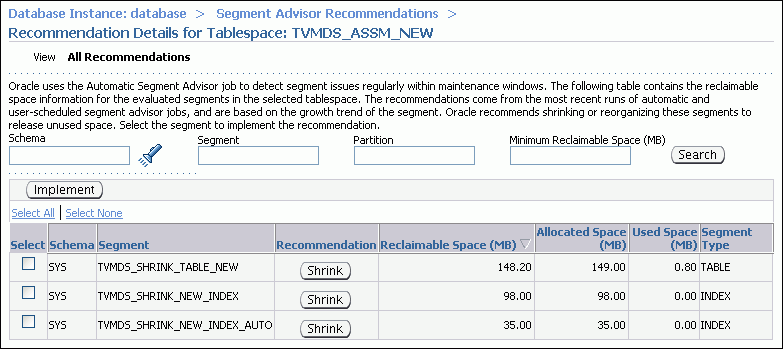 Database Instance: database > Segment Advisor Recommendations >
Recommendation Details for Tablespace: TVMDS_ASSM_NEW
View All Recommendations
Oracle uses the Automatic Segment Advisor job to detect segment issues regularly within maintenance windows. The following table contains the reclaimable
space information for the evaluated segments in the selected tablespace. The recommendations come from the most recent runs of automatic and
user-scheduled segment advisor jobs, and are based on the growth trend of the segment. Oracle recommends shrinking or reorganizing these segments to
release unused space. Select the segment to implement the recommendation.
Schema Segment Partition Minimum Reclaimable Space (MB)
Search
Implement
Select All | Select None
Select Schema Segment Recommendation Reclaimable Space (MB) Allocated Space (MB) Used Space (MB) Segment Type
SYS TVMDS_SHRINK_TABLE_NEW Shrink 148.20 149.00 0.80 TABLE
SYS TVMDS_SHRINK_NEW_INDEX Shrink 98.00 98.00 0.00 INDEX
SYS TVMDS_SHRINK_NEW_INDEX_AUTO Shrink 35.00 35.00 0.00 INDEX